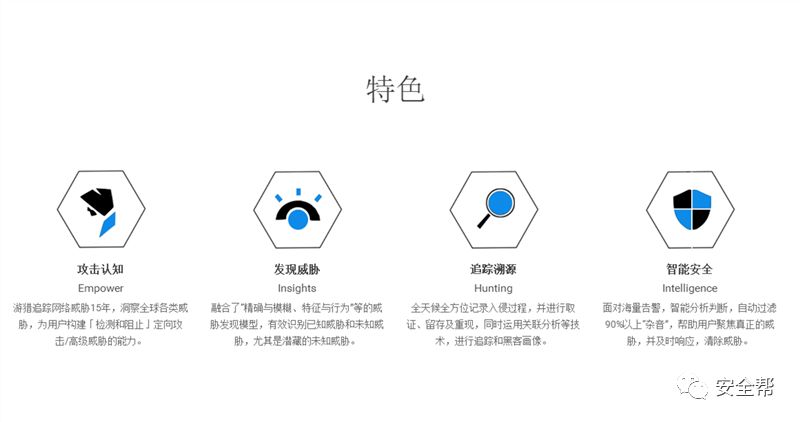 特色
攻击认知
Empower
游猎追踪网络威胁15年，洞察全球各类威
胁，为用户构建「检测和阻止」定向攻
击/高级威胁的能力。
发现威胁
Insights
融合了“精确与模糊、特征与行为”等的威
胁发现模型，有效识别已知威胁和未知威
胁，尤其是潜藏的未知威胁。
追踪溯源
Hunting
全天候全方位记录入侵过程，并进行取
证、留存及重现，同时运用关联分析等技
术，进行追踪和黑客画像。
智能安全
Intelligence
面对海量告警，智能分析判断，自动过滤
90%以上“杂音”，帮助用户聚焦真正的威
胁，并及时响应，清除威胁。
安全帮